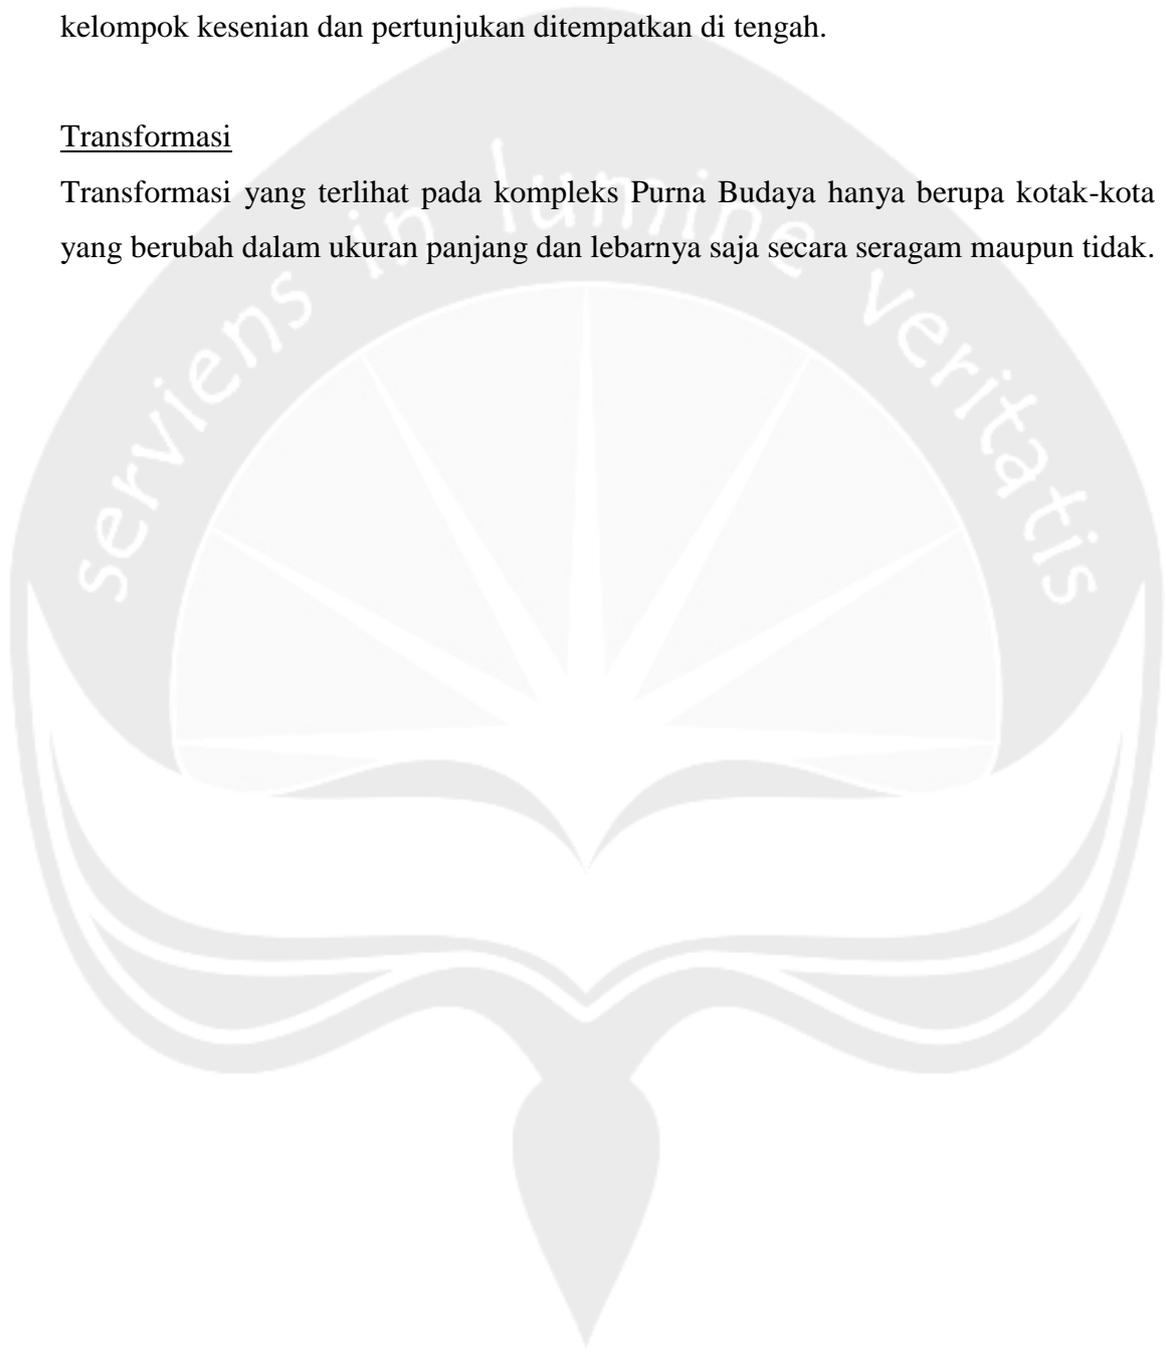 kelompok kesenian dan pertunjukan ditempatkan di tengah.
Transformasi
Transformasi yang terlihat pada kompleks Purna Budaya hanya berupa kotak-kota
yang berubah dalam ukuran panjang dan lebarnya saja secara seragam maupun tidak.
serviens in lumine veritatis